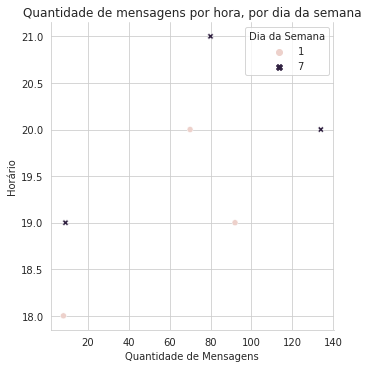 Quantidade de mensagens por hora, por dia da semana
Dia da Semana
1
7
Horário
21.0
20.5
20.0
19.5
19.0
18.5
18.0
20 40 60 80 100 120 140
Quantidade de Mensagens